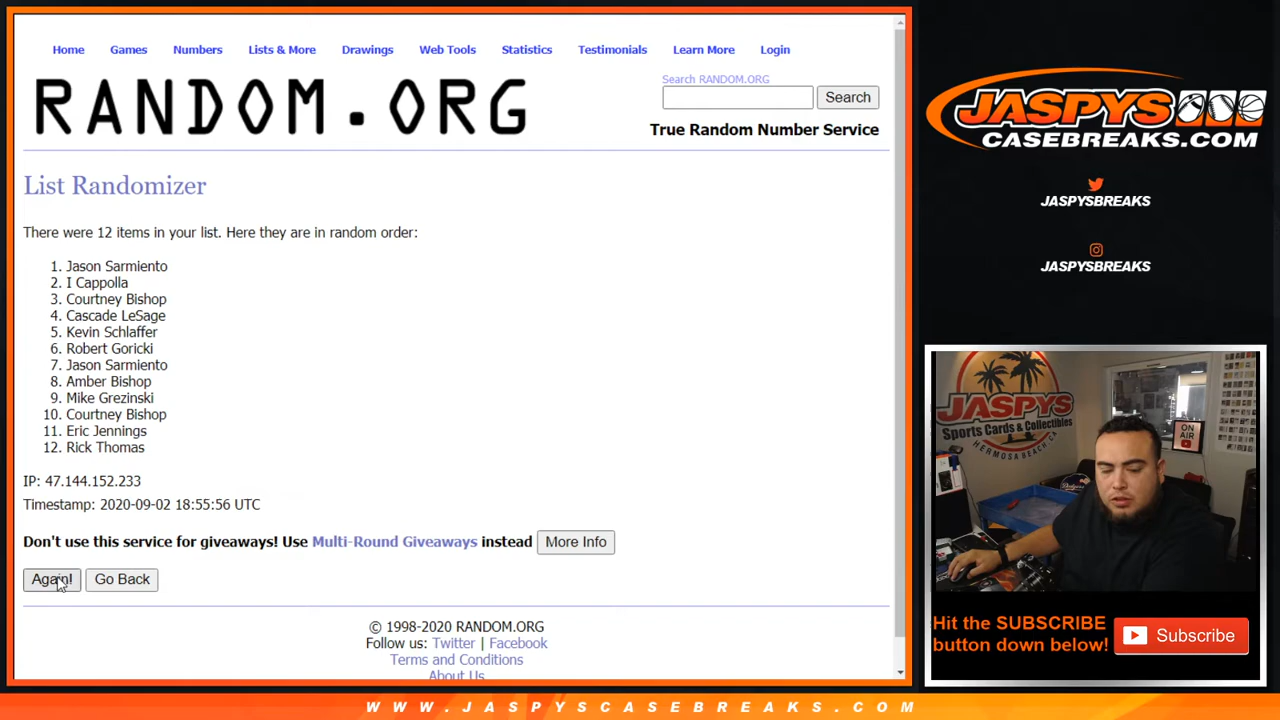 Home Games Numbers Lists & More Drawings Web Tools Statistics Testimonials Learn More Login
RANDOM.ORG
Search RANDOM.ORG
Search
True Random Number Service
List Randomizer
There were 12 items in your list. Here they are in random order:
1. Jason Sarmiento
2. I Cappolla
3. Courtney Bishop
4. Cascade LeSage
5. Kevin Schlaffer
6. Robert Goricki
7. Jason Sarmiento
8. Amber Bishop
9. Mike Grezinski
10. Courtney Bishop
11. Eric Jennings
12. Rick Thomas
IP: 47.144.152.233
Timestamp: 2020-09-02 18:55:56 UTC
Don't use this service for giveaways! Use Multi-Round Giveaways instead More Info
Again! Go Back
© 1998-2020 RANDOM.ORG
Follow us: Twitter | Facebook
Terms and Conditions
About Us
JASPYS
CASEBREAKS.COM
JASPYSBREAKS
JASPYSBREAKS
JASPYS
Sports Cards & Collectibles
HERMOSA BEACH CA
ON AIR
Dodgers
Hit the SUBSCRIBE
button down below!
Subscribe
WWW.JASPYSCASEBREAKS.COM